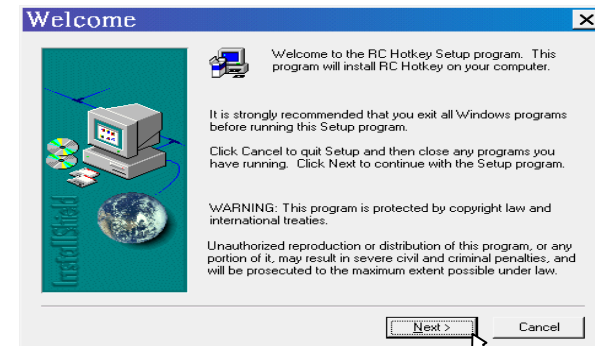 Welcome
Welcome to the RC Hotkey Setup program. This
program will install RC Hotkey on your computer.
It is strongly recommended that you exit all Windows programs
before running this Setup program.
Click Cancel to quit Setup and then close any programs you
have running. Click Next to continue with the Setup program.
WARNING: This program is protected by copyright law and
international treaties.
Unauthorized reproduction or distribution of this program, or any
portion of it, may result in severe civil and criminal penalties, and
will be prosecuted to the maximum extent possible under law.
InstallShield
Next >
Cancel